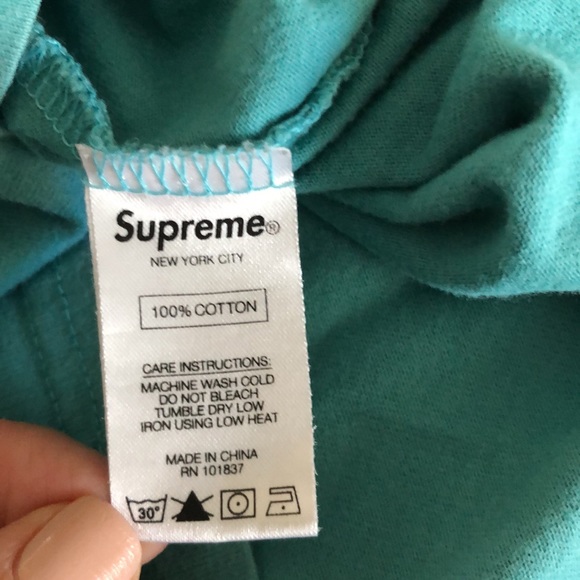 Supreme®
NEW YORK CITY
100% COTTON
CARE INSTRUCTIONS:
MACHINE WASH COLD
DO NOT BLEACH
TUMBLE DRY LOW
IRON USING LOW HEAT
MADE IN CHINA
RN 101837
30°